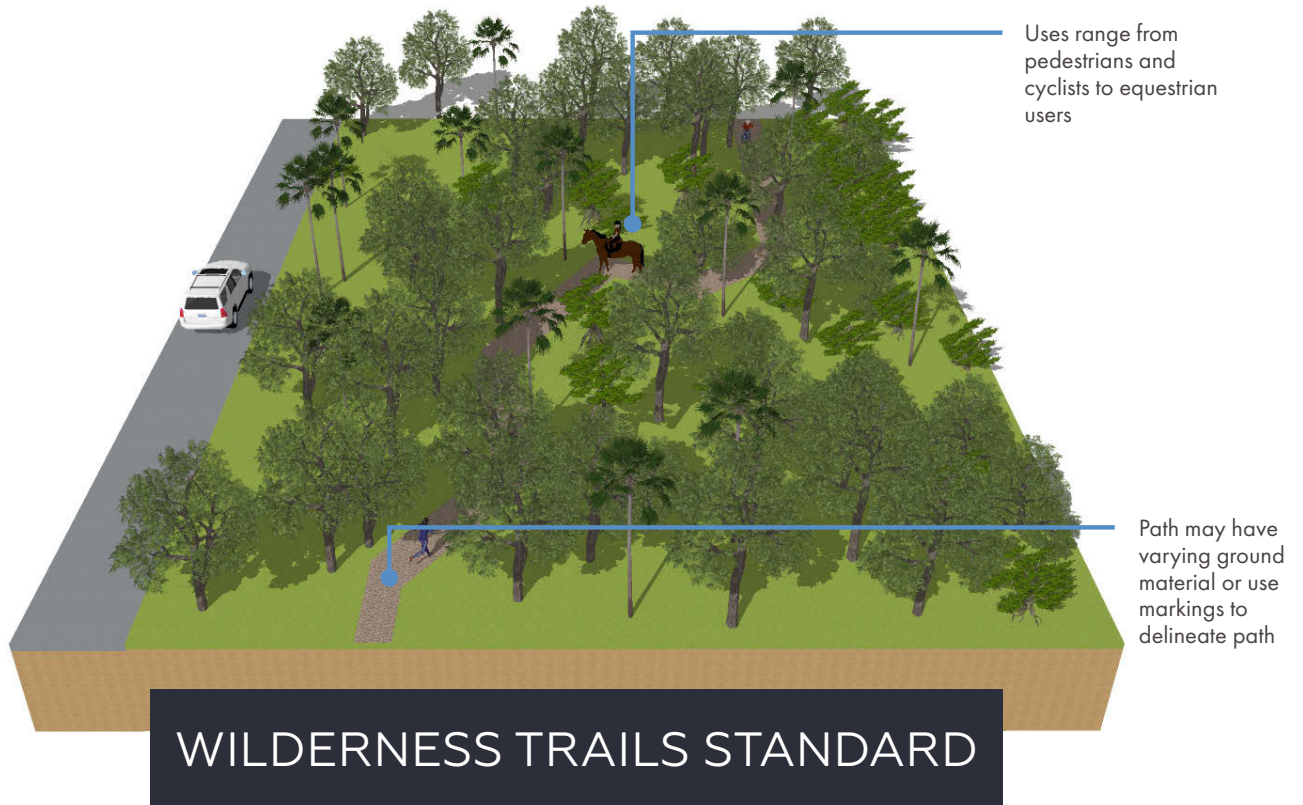 Uses range from
pedestrians and
cyclists to equestrian
users
Path may have
varying ground
material or use
markings to
delineate path
WILDERNESS TRAILS STANDARD